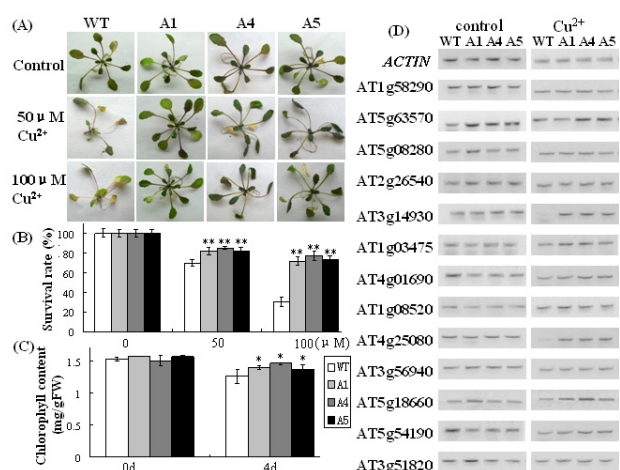 (A)
WT A1 A4 A5
Control
50 μM
Cu²⁺
100 μM
Cu²⁺
(B)
Survival rate (%)
100
80
60
40
0
0 50 100(μM)
(C)
Chlorophyll content
(mg/gFW)
1.5
1
0.5
0
0d 4d
** ** **
** ** **
* * *
WT
A1
A4
A5
(D)
control Cu²⁺
WT A1 A4 A5 WT A1 A4 A5
ACTIN
AT1g58290
AT5g63570
AT5g08280
AT2g26540
AT3g14930
AT1g03475
AT4g01690
AT1g08520
AT4g25080
AT3g56940
AT5g18660
AT5g54190
AT3g51820